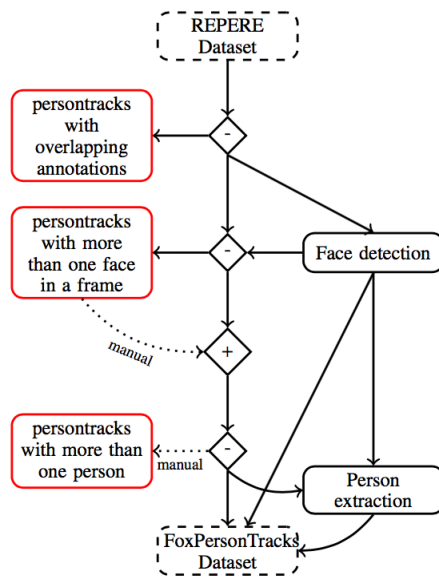 REPERE
Dataset
persontracks
with
overlapping
annotations
-
persontracks
with more
than one face
in a frame
-
Face detection
manual
+
persontracks
with more than
one person
manual
-
Person
extraction
FoxPersonTracks
Dataset